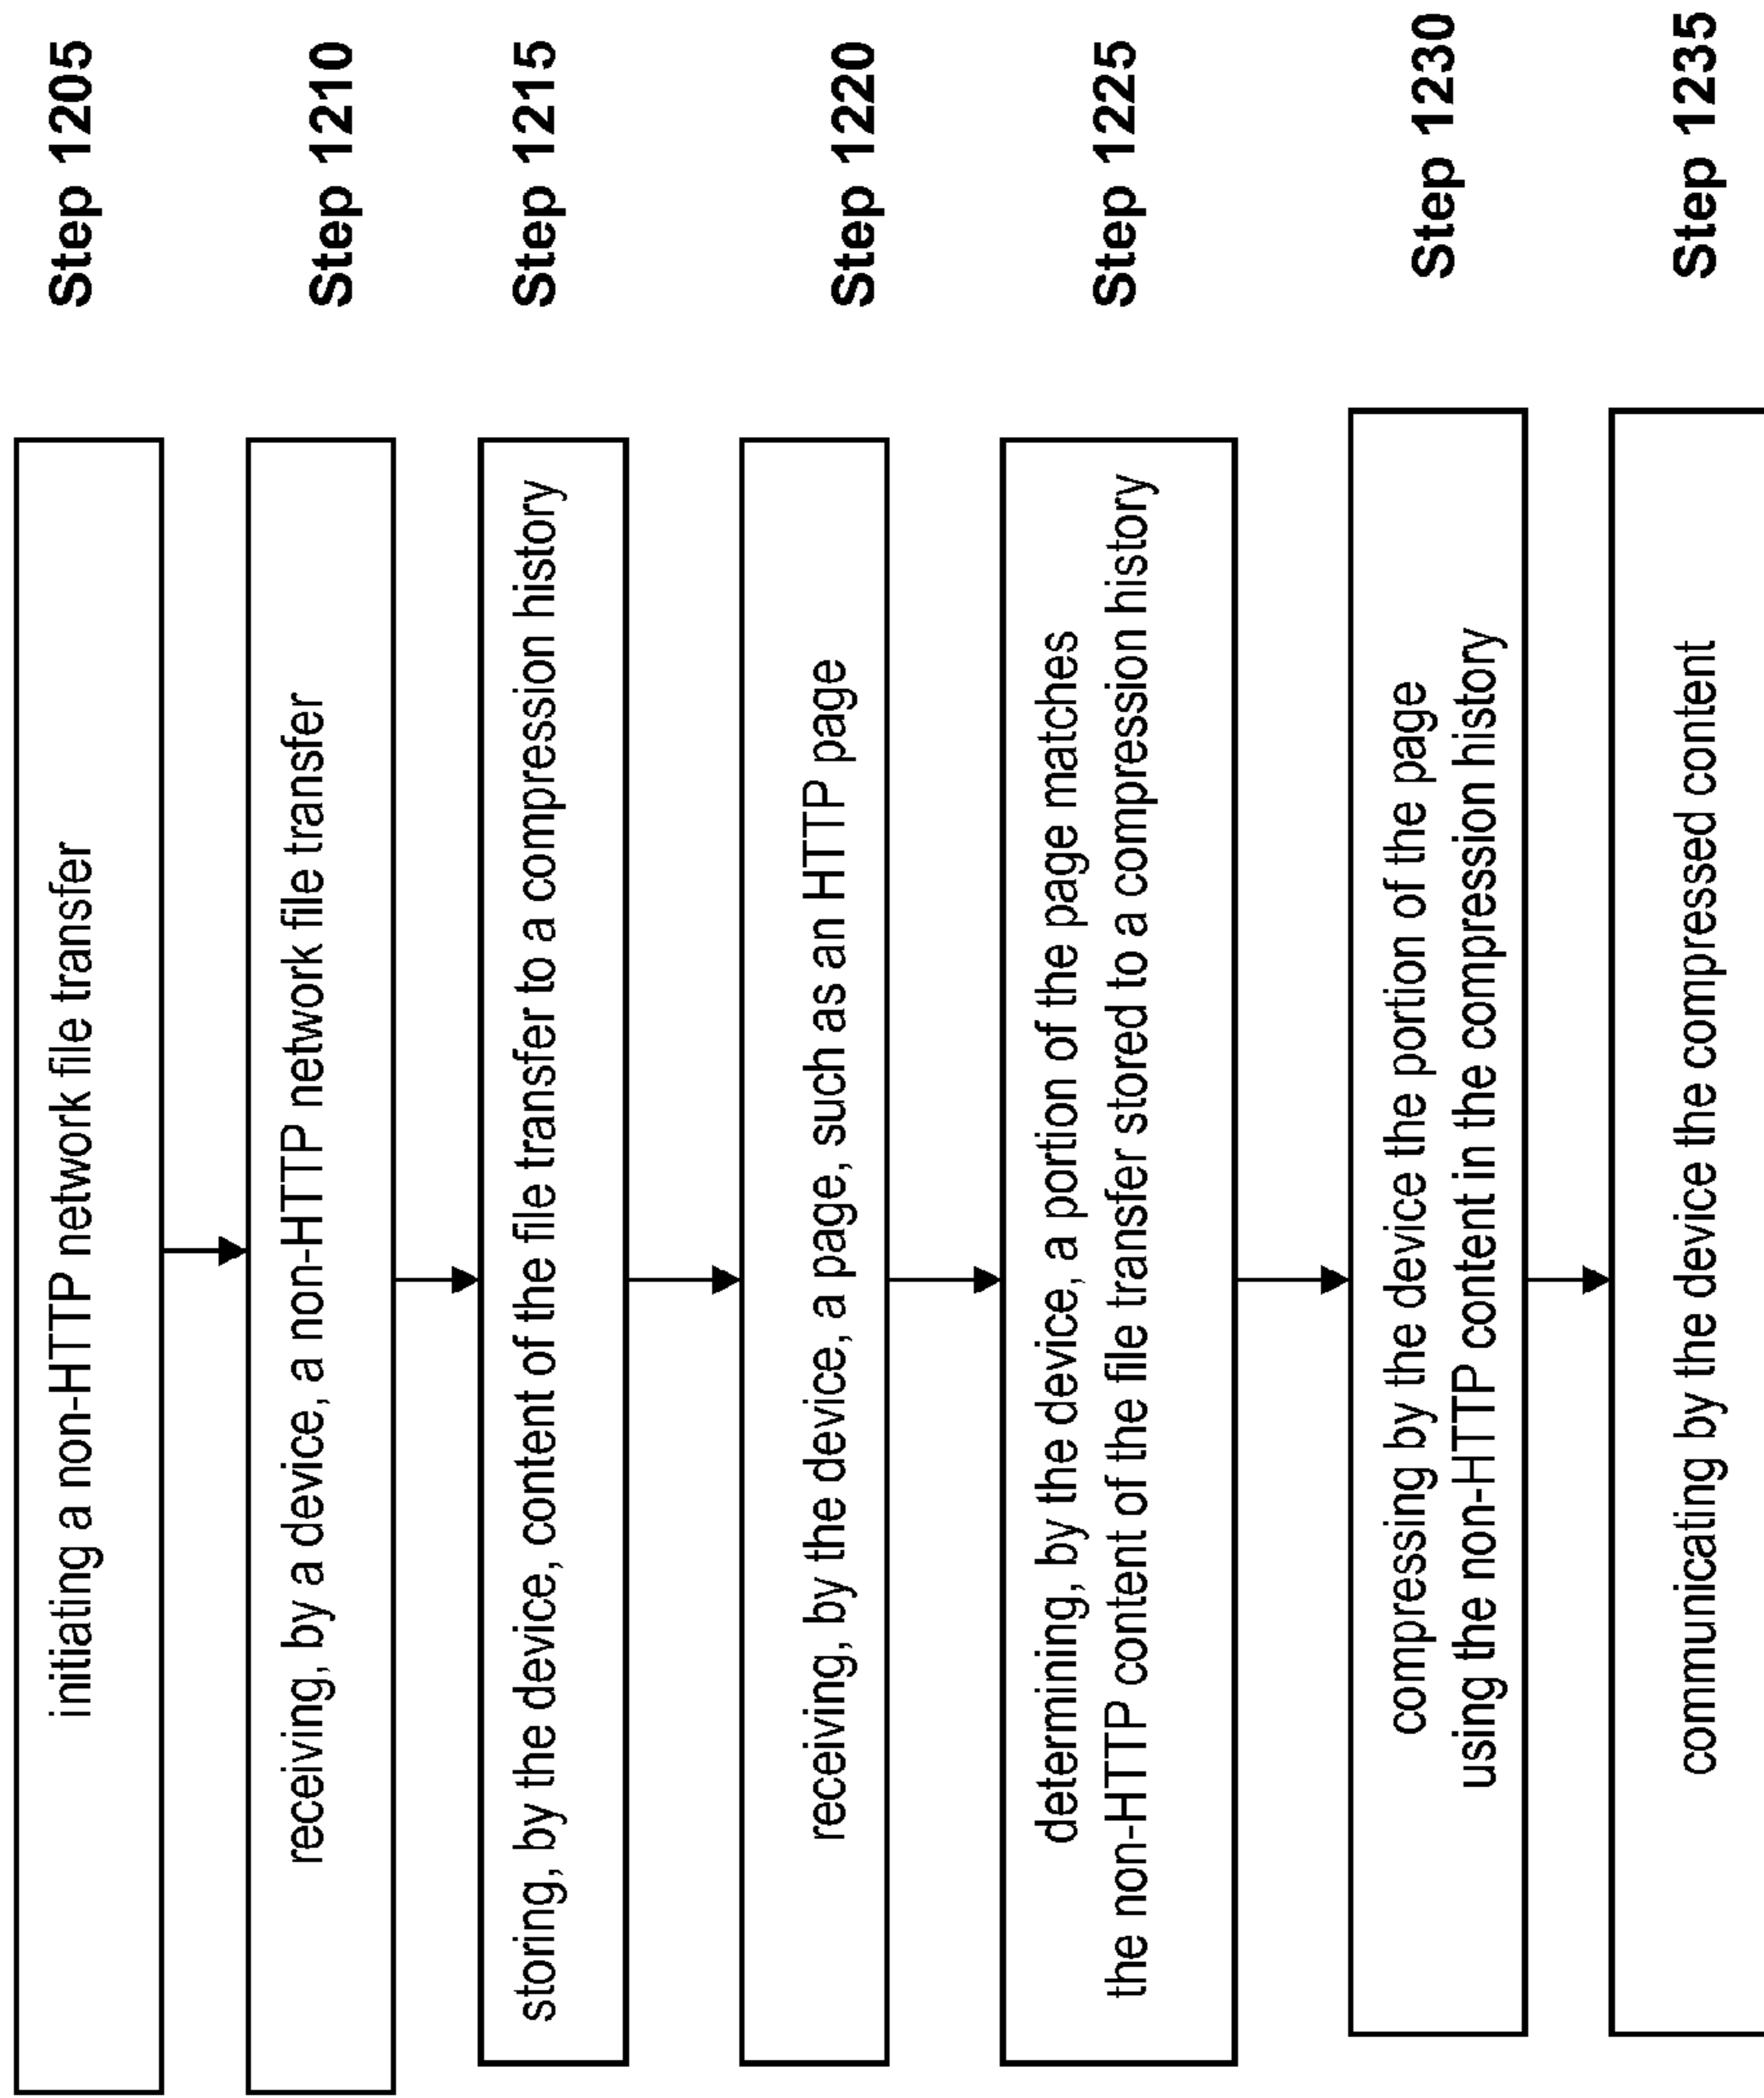 initiating a non-HTTP network file transfer
Step 1205
receiving, by a device, a non-HTTP network file transfer
Step 1210
storing, by the device, content of the file transfer to a compression history
Step 1215
receiving, by the device, a page, such as an HTTP page
Step 1220
determining, by the device, a portion of the page matches
the non-HTTP content of the file transfer stored to a compression history
Step 1225
compressing by the device the portion of the page
using the non-HTTP content in the compression history
Step 1230
communicating by the device the compressed content
Step 1235